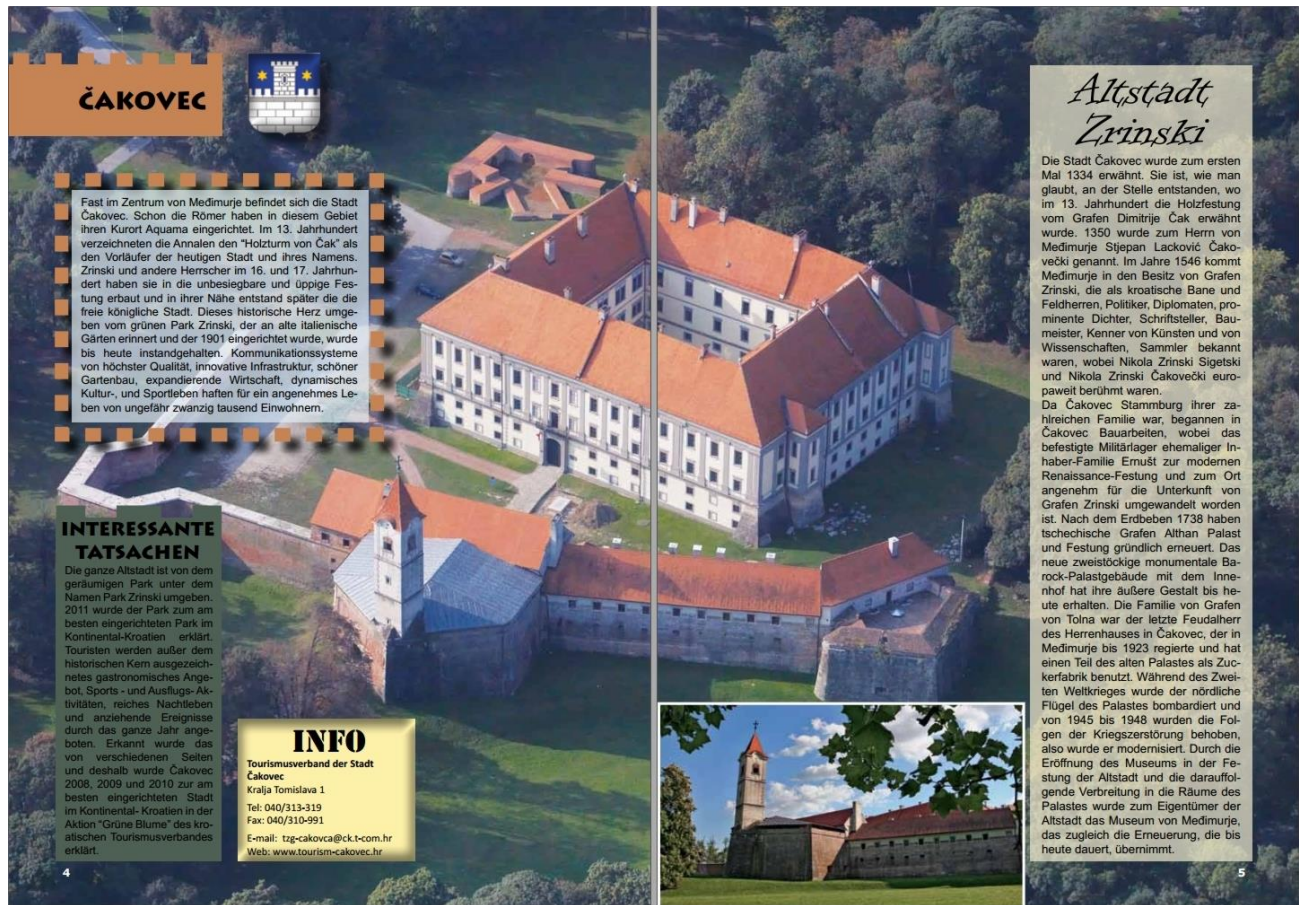 ČAKOVEC
Fast im Zentrum von Međimurje befindet sich die Stadt
Čakovec. Schon die Römer haben in diesem Gebiet
ihren Kurort Aquama eingerichtet. Im 13. Jahrhundert
verzeichneten die Annalen den “Holzturm von Čak” als
den Vorläufer der heutigen Stadt und ihres Namens.
Zrinski und andere Herrscher im 16. und 17. Jahrhun-
dert haben sie in die unbesiegbare und üppige Fes-
tung erbaut und in ihrer Nähe entstand später die die
freie königliche Stadt. Dieses historische Herz umge-
ben vom grünen Park Zrinski, der an alte italienische
Gärten erinnert und der 1901 eingerichtet wurde, wurde
bis heute instandgehalten. Kommunikationssysteme
von höchster Qualität, innovative Infrastruktur, schöner
Gartenbau, expandierende Wirtschaft, dynamisches
Kultur-, und Sportleben haften für ein angenehmes Le-
ben von ungefähr zwanzig tausend Einwohnern.
INTERESSANTE
TATSACHEN
Die ganze Altstadt ist von dem
geräumigen Park unter dem
Namen Park Zrinski umgeben.
2011 wurde der Park zum am
besten eingerichteten Park im
Kontinental-Kroatien erklärt.
Touristen werden außer dem
historischen Kern ausgezeich-
netes gastronomisches Ange-
bot, Sports - und Ausflugs- Ak-
tivitäten, reiches Nachtleben
und anziehende Ereignisse
durch das ganze Jahr ange-
boten. Erkannt wurde das
von verschiedenen Seiten
und deshalb wurde Čakovec
2008, 2009 und 2010 zur am
besten eingerichteten Stadt
im Kontinental- Kroatien in der
Aktion “Grüne Blume” des kro-
atischen Tourismusverbandes
erklärt.
INFO
Tourismusverband der Stadt
Čakovec
Kralja Tomislava 1
Tel: 040/313-319
Fax: 040/310-991
E-mail: tzg-cakovca@ck.t-com.hr
Web: www.tourism-cakovec.hr
4
Altstadt
Zrinski
Die Stadt Čakovec wurde zum ersten
Mal 1334 erwähnt. Sie ist, wie man
glaubt, an der Stelle entstanden, wo
im 13. Jahrhundert die Holzfestung
vom Grafen Dimitrije Čak erwähnt
wurde. 1350 wurde zum Herrn von
Međimurje Stjepan Lacković Čako-
večki genannt. Im Jahre 1546 kommt
Međimurje in den Besitz von Grafen
Zrinski, die als kroatische Bane und
Feldherren, Politiker, Diplomaten, pro-
minente Dichter, Schriftsteller, Bau-
meister, Kenner von Künsten und von
Wissenschaften, Sammler bekannt
waren, wobei Nikola Zrinski Sigetski
und Nikola Zrinski Čakovečki euro-
paweit berühmt waren.
Da Čakovec Stammburg ihrer za-
hlreichen Familie war, begannen in
Čakovec Bauarbeiten, wobei das
befestigte Militärlager ehemaliger In-
haber-Familie Ernušt zur modernen
Renaissance-Festung und zum Ort
angenehm für die Unterkunft von
Grafen Zrinski umgewandelt worden
ist. Nach dem Erdbeben 1738 haben
tschechische Grafen Althan Palast
und Festung gründlich erneuert. Das
neue zweistöckige monumentale Ba-
rock-Palastgebäude mit dem Inne-
nhof hat ihre äußere Gestalt bis he-
ute erhalten. Die Familie von Grafen
von Tolna war der letzte Feudalherr
des Herrenhauses in Čakovec, der in
Međimurje bis 1923 regierte und hat
einen Teil des alten Palastes als Zuc-
kerfabrik benutzt. Während des Zwei-
ten Weltkrieges wurde der nördliche
Flügel des Palastes bombardiert und
von 1945 bis 1948 wurden die Fol-
gen der Kriegszerstörung behoben,
also wurde er modernisiert. Durch die
Eröffnung des Museums in der Fe-
stung der Altstadt und die darauffol-
gende Verbreitung in die Räume des
Palastes wurde zum Eigentümer der
Altstadt das Museum von Međimurje,
das zugleich die Erneuerung, die bis
heute dauert, übernimmt.
5